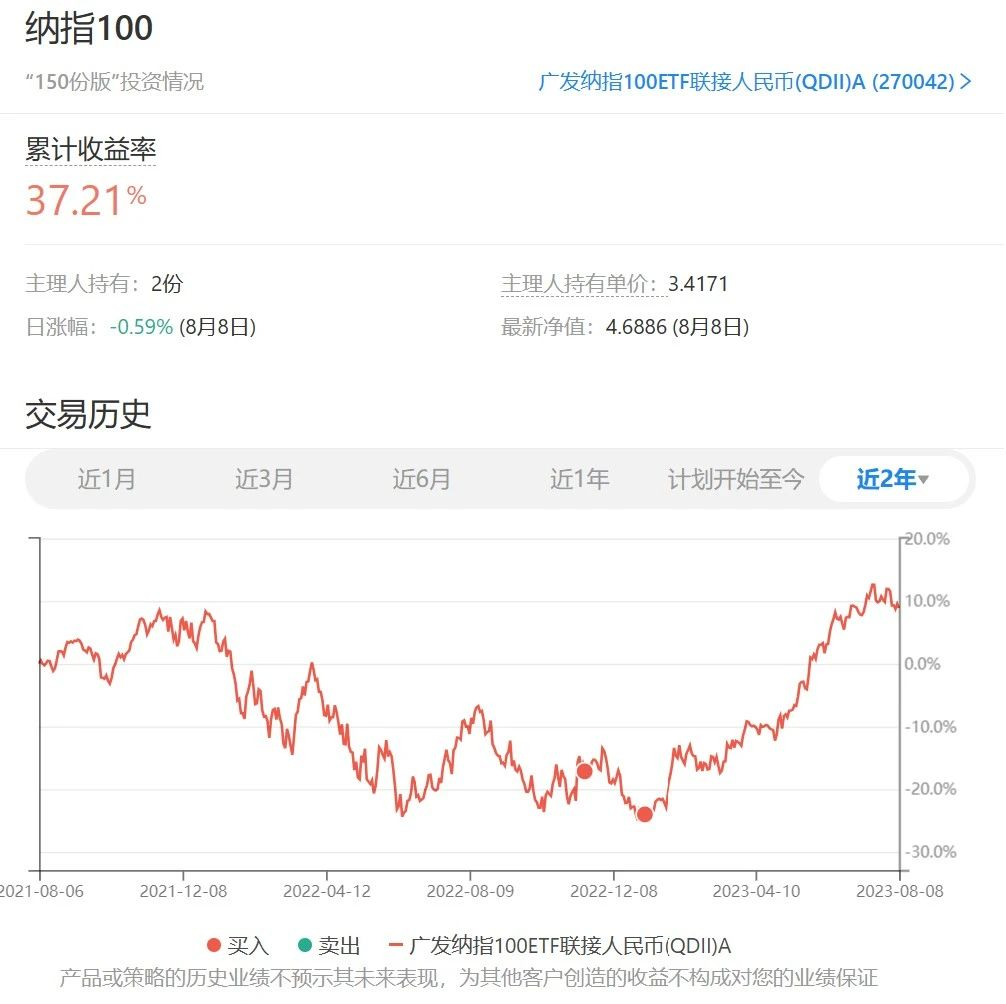 纳指100
“150份版”投资情况 广发纳指100ETF联接人民币(QDII)A (270042)
累计收益率
37.21%
主理人持有：2份 主理人持有单价：3.4171
日涨幅：-0.59% (8月8日) 最新净值：4.6886 (8月8日)
交易历史
近1月 近3月 近6月 近1年 计划开始至今 近2年
20.0%
10.0%
0.0%
-10.0%
-20.0%
-30.0%
2021-08-06 2021-12-08 2022-04-12 2022-08-09 2022-12-08 2023-04-10 2023-08-08
买入 卖出 广发纳指100ETF联接人民币(QDII)A
产品或策略的历史业绩不预示其未来表现，为其他客户创造的收益不构成对您的业绩保证